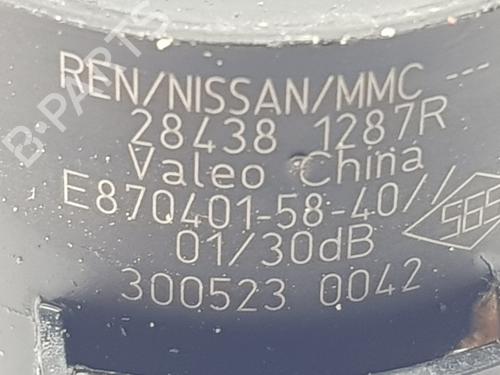 REN/NISSAN/MMC ---
28438 1287R
Valeo China
E870401-58-40//
01/30dB
300523 0042
B-PARTS